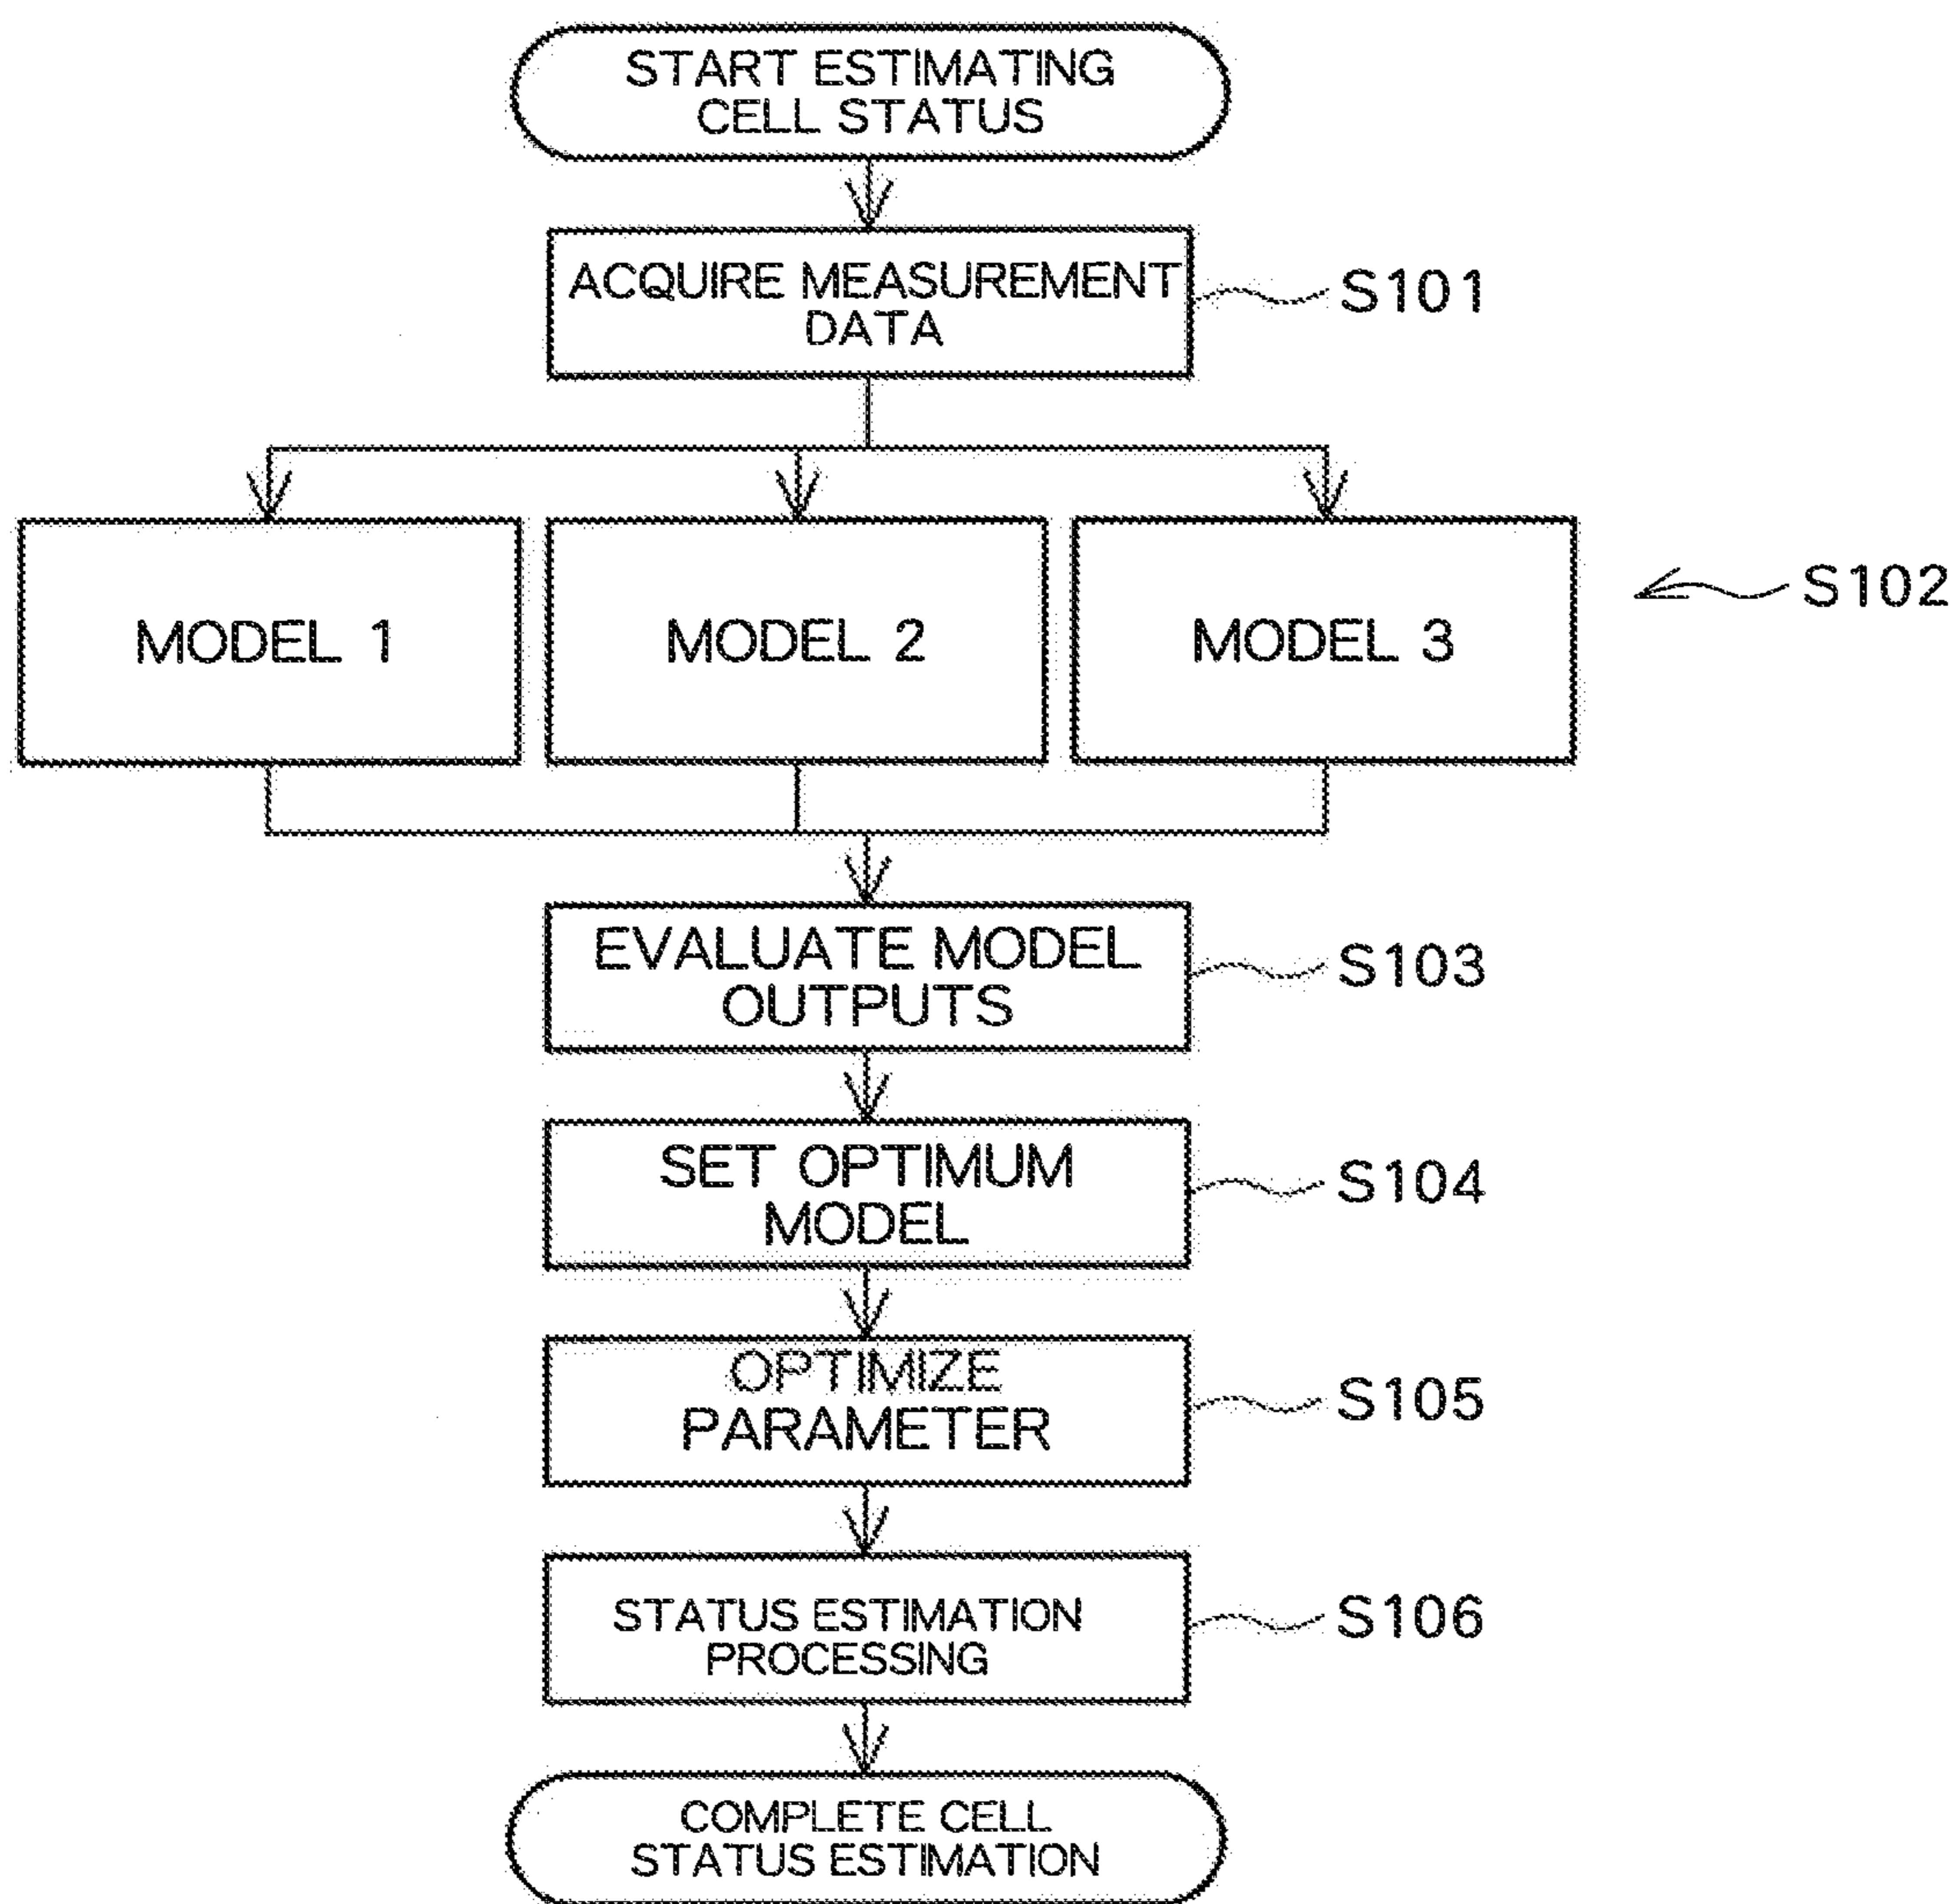 START ESTIMATING
CELL STATUS
ACQUIRE MEASUREMENT
DATA
S101
MODEL 1
MODEL 2
MODEL 3
S102
EVALUATE MODEL
OUTPUTS
S103
SET OPTIMUM
MODEL
S104
OPTIMIZE
PARAMETER
S105
STATUS ESTIMATION
PROCESSING
S106
COMPLETE CELL
STATUS ESTIMATION